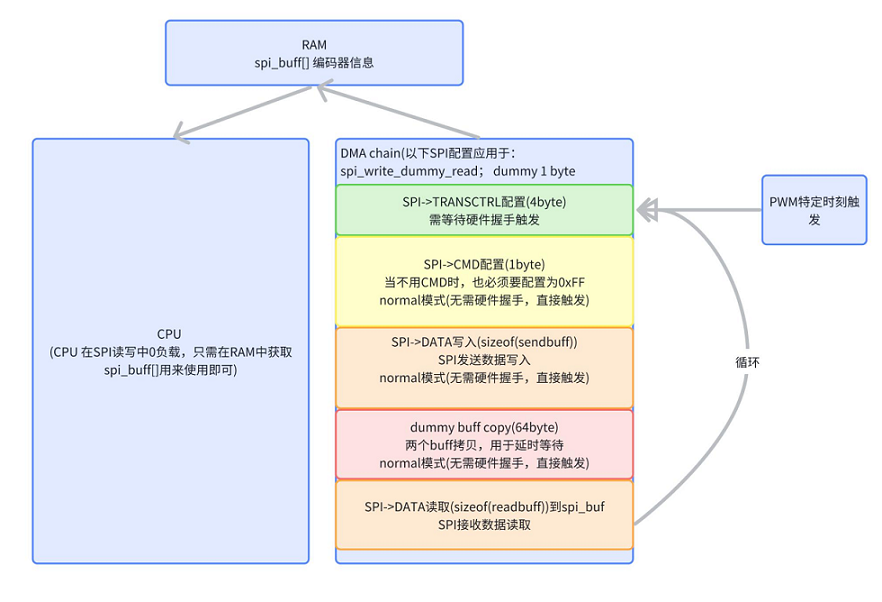 RAM
spi_buff[] 编码器信息
DMA chain(以下SPI配置应用于：
spi_write_dummy_read； dummy 1 byte
SPI->TRANSCTRL配置(4byte)
需等待硬件握手触发
PWM特定时刻触
发
SPI->CMD配置(1byte)
当不用CMD时，也必须要配置为0xFF
normal模式(无需硬件握手，直接触发)
CPU
(CPU 在SPI读写中0负载，只需在RAM中获取
spi_buff[]用来使用即可)
SPI->DATA写入(sizeof(sendbuff))
SPI发送数据写入
normal模式(无需硬件握手，直接触发)
循环
dummy buff copy(64byte)
两个buff拷贝，用于延时等待
normal模式(无需硬件握手，直接触发)
SPI->DATA读取(sizeof(readbuff))到spi_buf
SPI接收数据读取